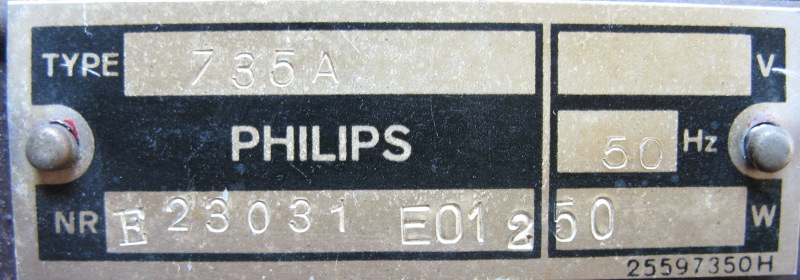 TYPE 735A V
PHILIPS 50 Hz
NR E 23031 E01 2 50 W
25597350H